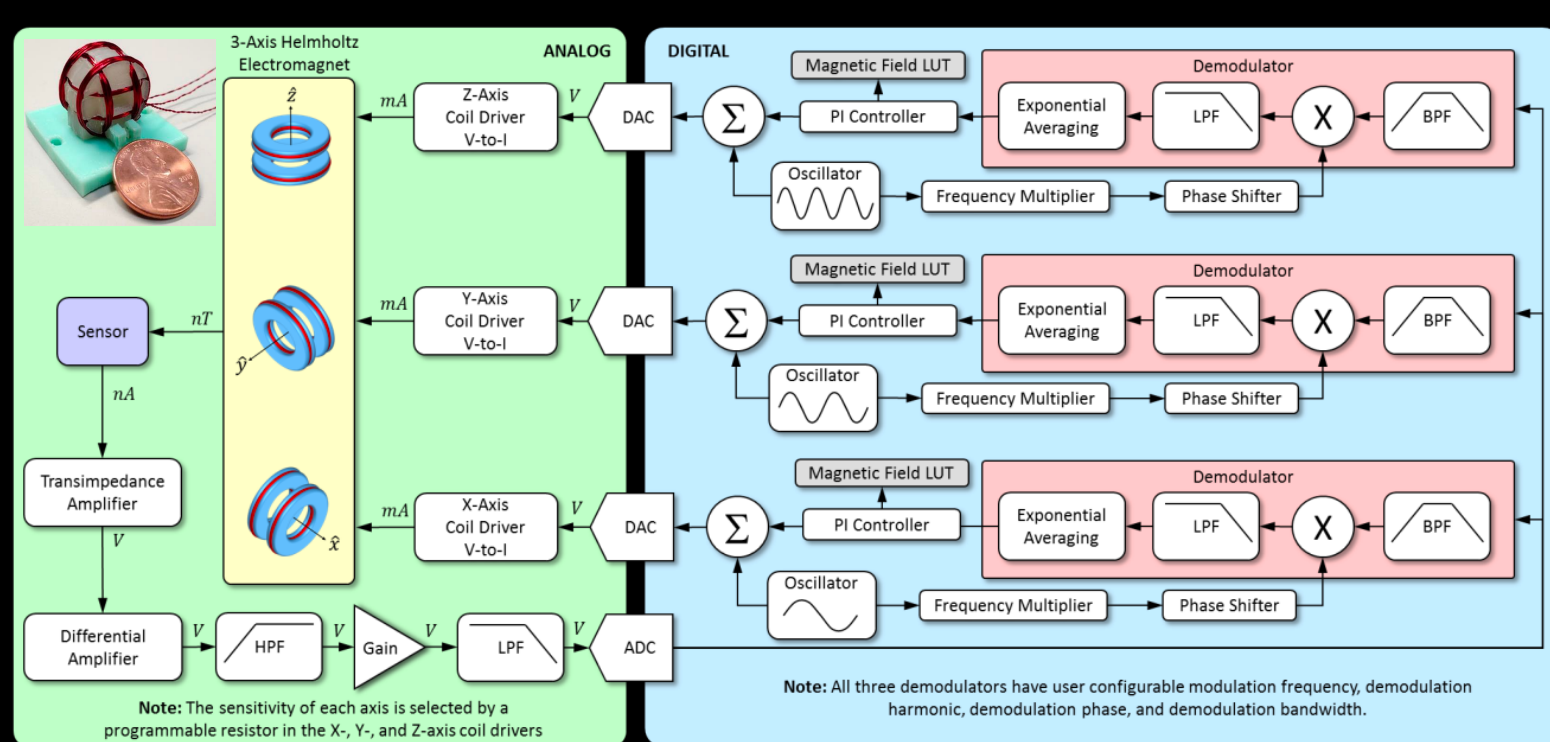 3-Axis Helmholtz
Electromagnet
ANALOG
ẑ
mA
Z-Axis
Coil Driver
V-to-I
V
DAC
ŷ
mA
Y-Axis
Coil Driver
V-to-I
V
DAC
Sensor
nT
nA
x̂
mA
X-Axis
Coil Driver
V-to-I
V
DAC
Transimpedance
Amplifier
V
Differential
Amplifier
V
HPF
V
Gain
V
LPF
V
ADC
Note: The sensitivity of each axis is selected by a
programmable resistor in the X-, Y-, and Z-axis coil drivers
DIGITAL
Magnetic Field LUT
Demodulator
Σ
PI Controller
Exponential
Averaging
LPF
X
BPF
Oscillator
Frequency Multiplier
Phase Shifter
Magnetic Field LUT
Demodulator
Σ
PI Controller
Exponential
Averaging
LPF
X
BPF
Oscillator
Frequency Multiplier
Phase Shifter
Magnetic Field LUT
Demodulator
Σ
PI Controller
Exponential
Averaging
LPF
X
BPF
Oscillator
Frequency Multiplier
Phase Shifter
Note: All three demodulators have user configurable modulation frequency, demodulation
harmonic, demodulation phase, and demodulation bandwidth.